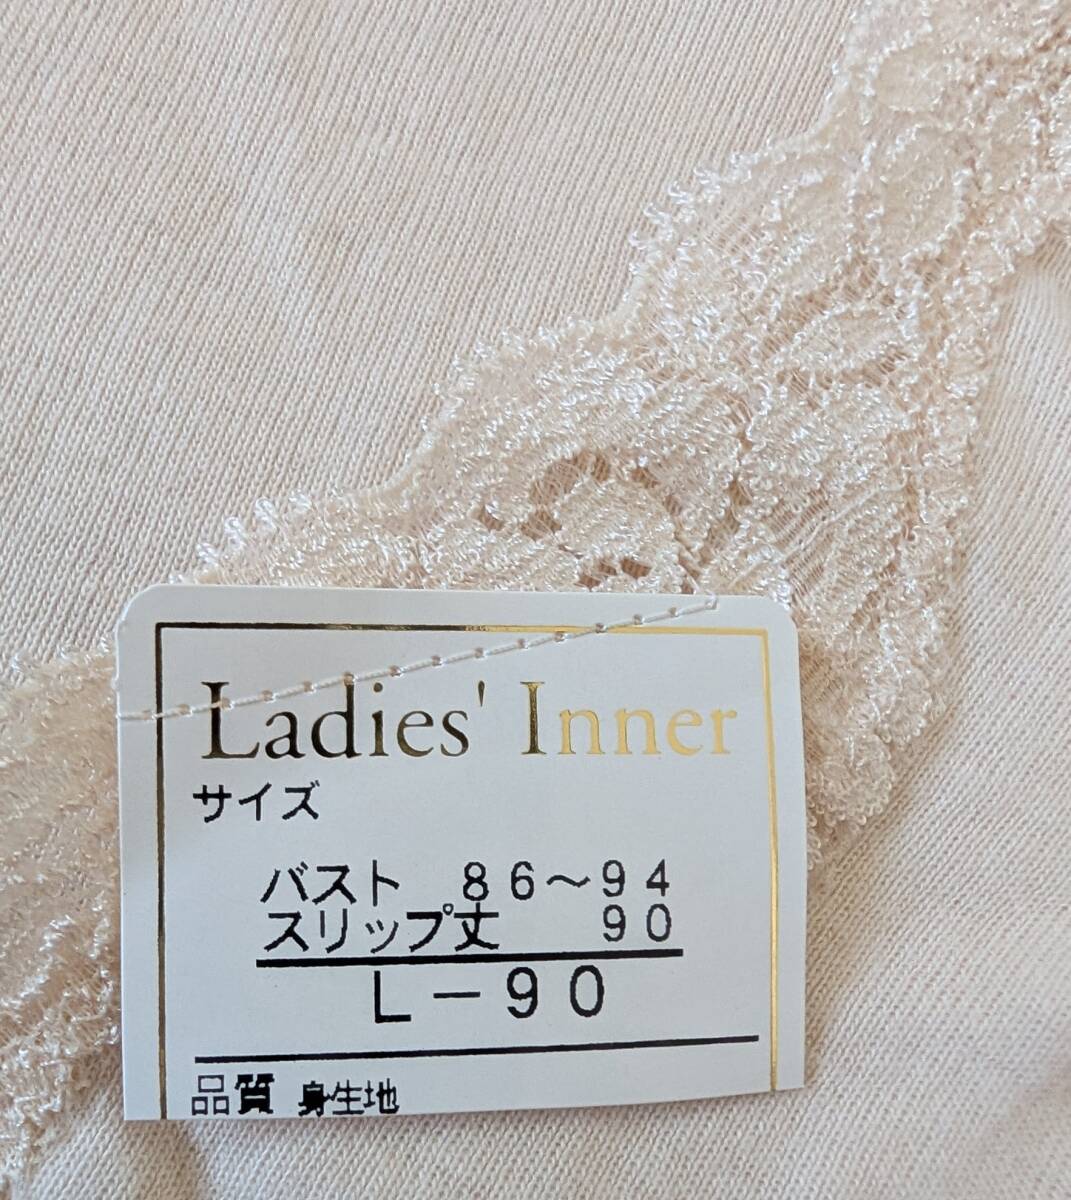 Ladies' Inner
サイズ
バスト 86～94
スリップ丈 90
L－90
品質 身生地